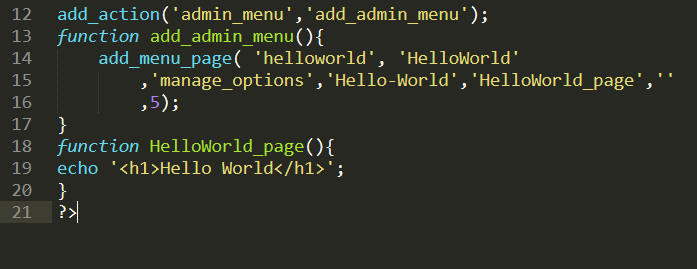 12 add_action('admin_menu','add_admin_menu');
13 function add_admin_menu(){
14     add_menu_page( 'helloworld', 'HelloWorld'
15         ,'manage_options','Hello-World','HelloWorld_page',''
16         ,5);
17 }
18 function HelloWorld_page(){
19 echo '<h1>Hello World</h1>';
20 }
21 ?>